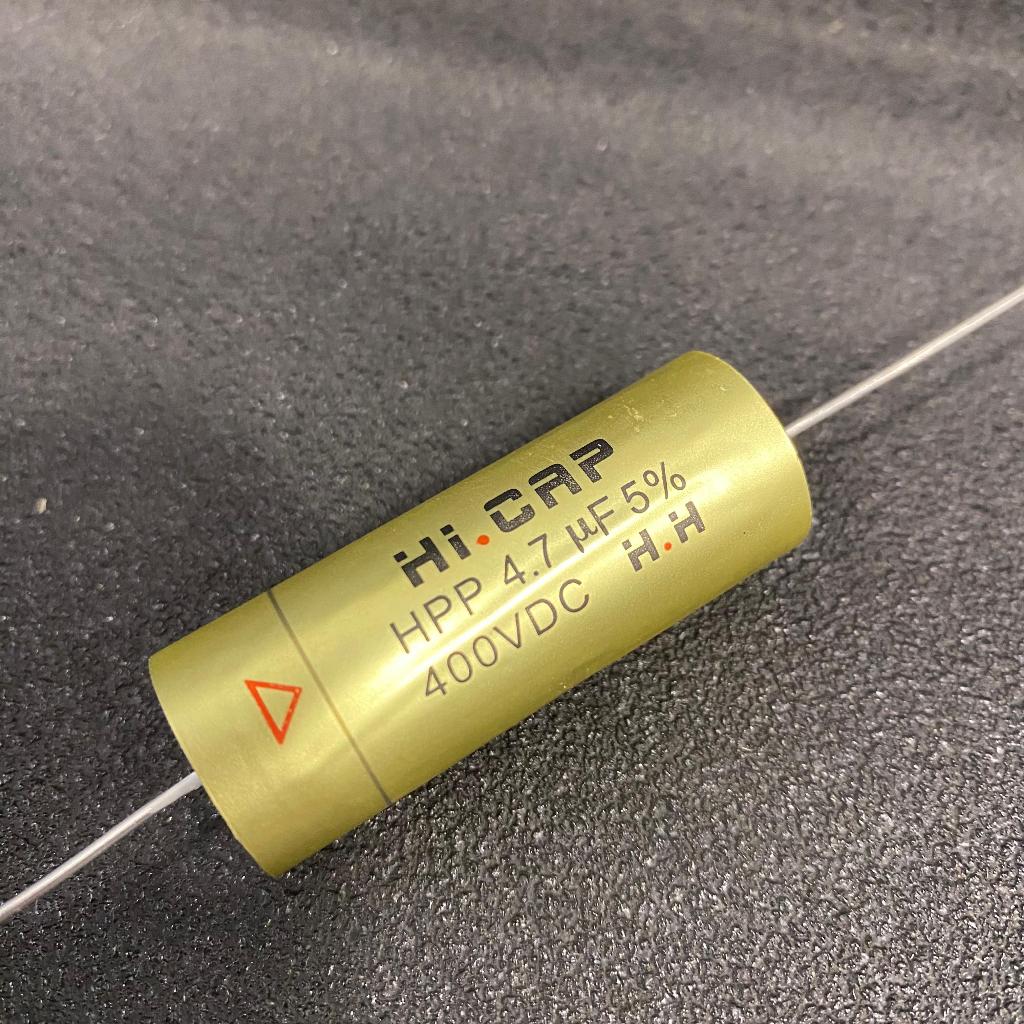 Hi.CAP
HPP 4.7 µF 5%
400VDC H.H